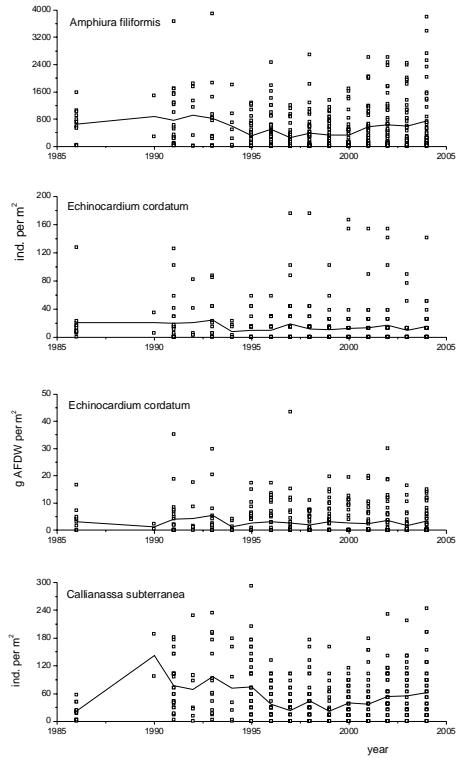 Amphiura filiformis
4000
3200
2400
1600
800
0
1985 1990 1995 2000 2005
Echinocardium cordatum
ind. per m²
200
160
120
80
40
0
1985 1990 1995 2000 2005
Echinocardium cordatum
g AFDW per m²
50
40
30
20
10
0
1985 1990 1995 2000 2005
Callianassa subterranea
ind. per m²
300
240
180
120
60
0
1985 1990 1995 2000 2005
year